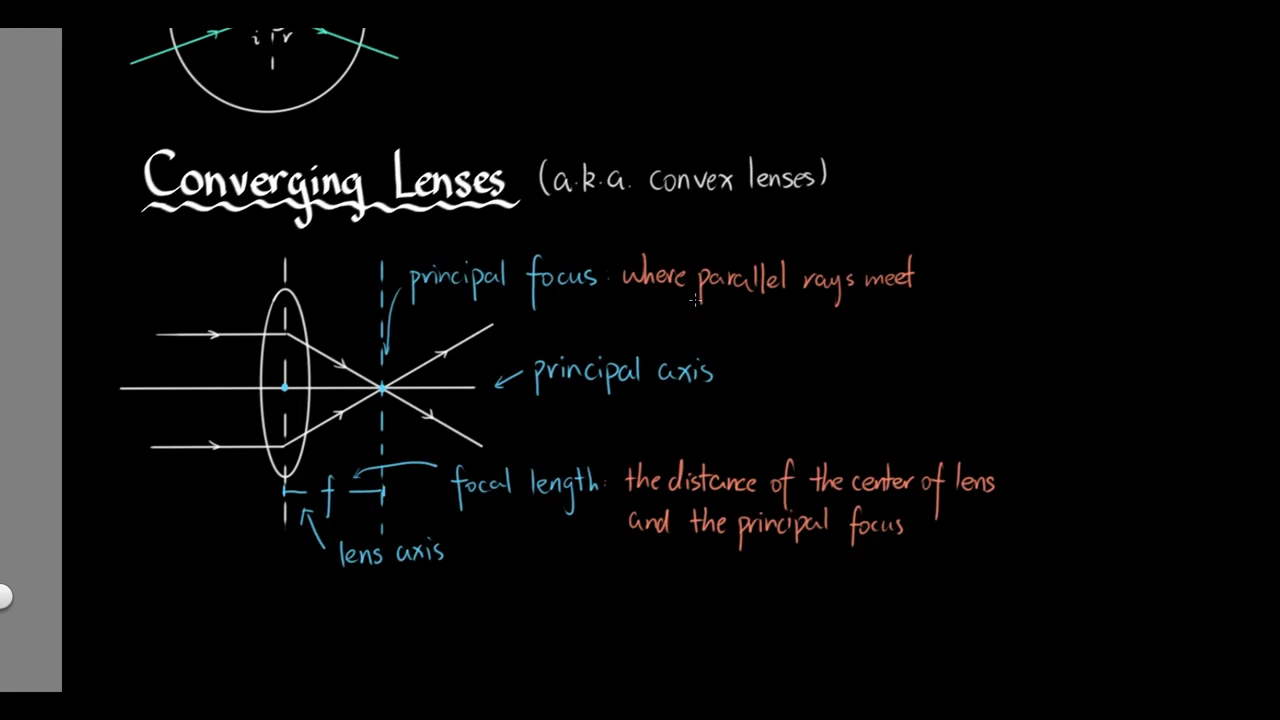 i r
Converging Lenses (a.k.a. convex lenses)
principal focus: where parallel rays meet
principal axis
f
focal length: the distance of the center of lens
and the principal focus
lens axis